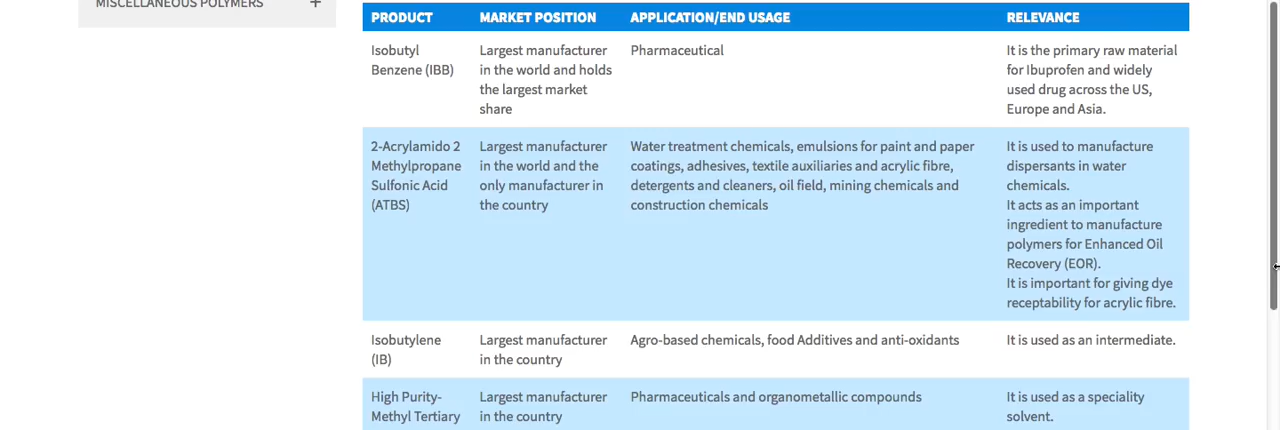 MISCELLANEOUS POLYMERS +
PRODUCT MARKET POSITION APPLICATION/END USAGE RELEVANCE
Isobutyl Largest manufacturer Pharmaceutical It is the primary raw material
Benzene (IBB) in the world and holds for Ibuprofen and widely
the largest market used drug across the US,
share Europe and Asia.
2-Acrylamido 2 Largest manufacturer Water treatment chemicals, emulsions for paint and paper It is used to manufacture
Methylpropane in the world and the coatings, adhesives, textile auxiliaries and acrylic fibre, dispersants in water
Sulfonic Acid only manufacturer in detergents and cleaners, oil field, mining chemicals and chemicals.
(ATBS) the country construction chemicals It acts as an important
ingredient to manufacture
polymers for Enhanced Oil
Recovery (EOR).
It is important for giving dye
receptability for acrylic fibre.
Isobutylene Largest manufacturer Agro-based chemicals, food Additives and anti-oxidants It is used as an intermediate.
(IB) in the country
High Purity- Largest manufacturer Pharmaceuticals and organometallic compounds It is used as a speciality
Methyl Tertiary in the country solvent.